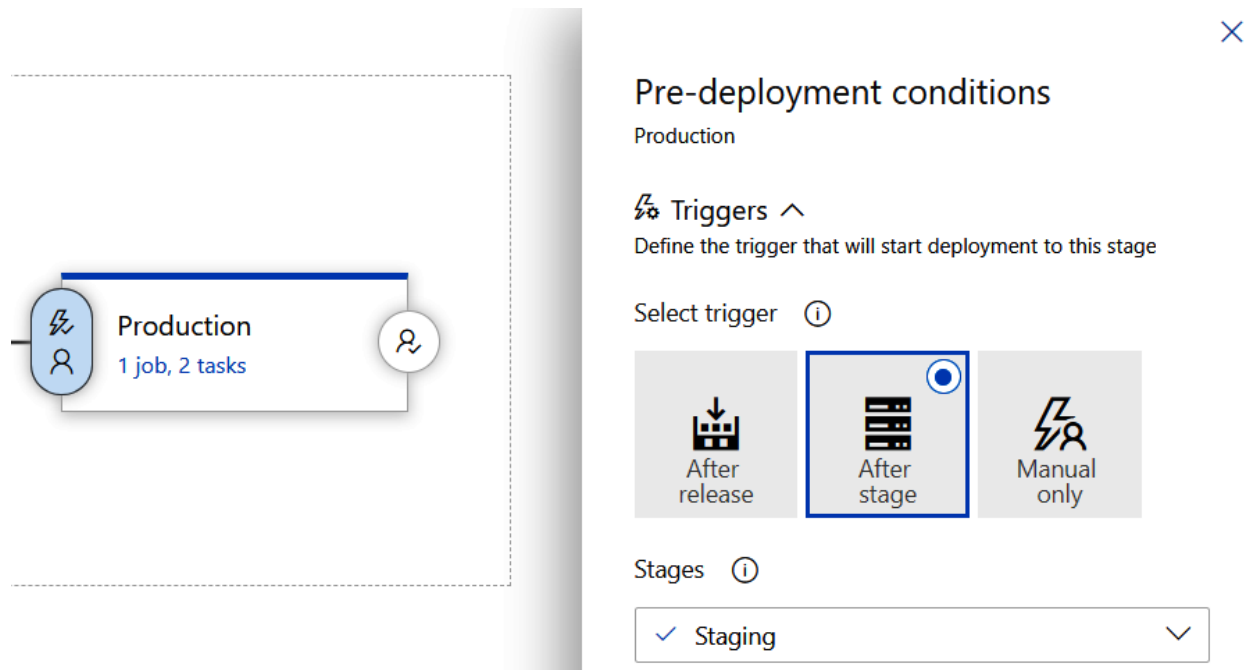 Production
1 job, 2 tasks
Pre-deployment conditions
Production
Triggers
Define the trigger that will start deployment to this stage
Select trigger
After
release
After
stage
Manual
only
Stages
Staging